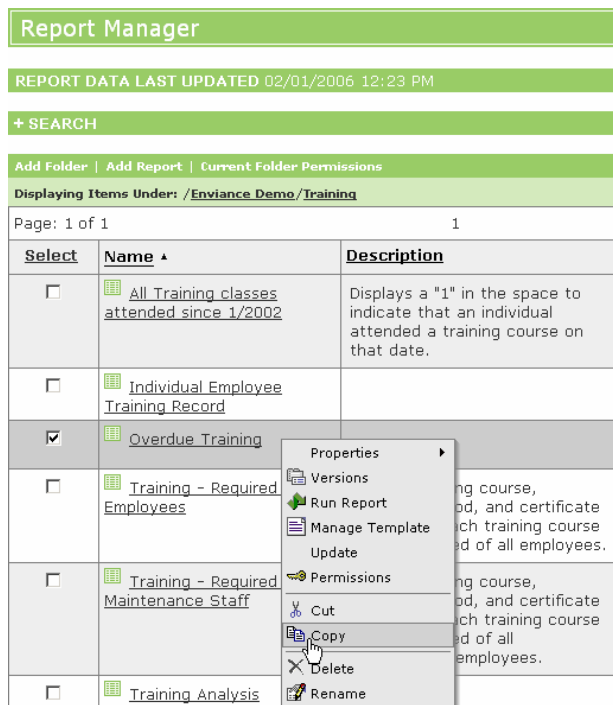 Report Manager
REPORT DATA LAST UPDATED 02/01/2006 12:23 PM
+ SEARCH
Add Folder | Add Report | Current Folder Permissions
Displaying Items Under: /Enviance Demo/Training
Page: 1 of 1 1
Select Name Description
All Training classes
attended since 1/2002
Displays a "1" in the space to
indicate that an individual
attended a training course on
that date.
Individual Employee
Training Record
Overdue Training
Training - Required
Employees
ng course,
od, and certificate
ch training course
ed of all employees.
Training - Required
Maintenance Staff
ng course,
od, and certificate
ch training course
ed of all
employees.
Training Analysis
Properties
Versions
Run Report
Manage Template
Update
Permissions
Cut
Copy
Delete
Rename